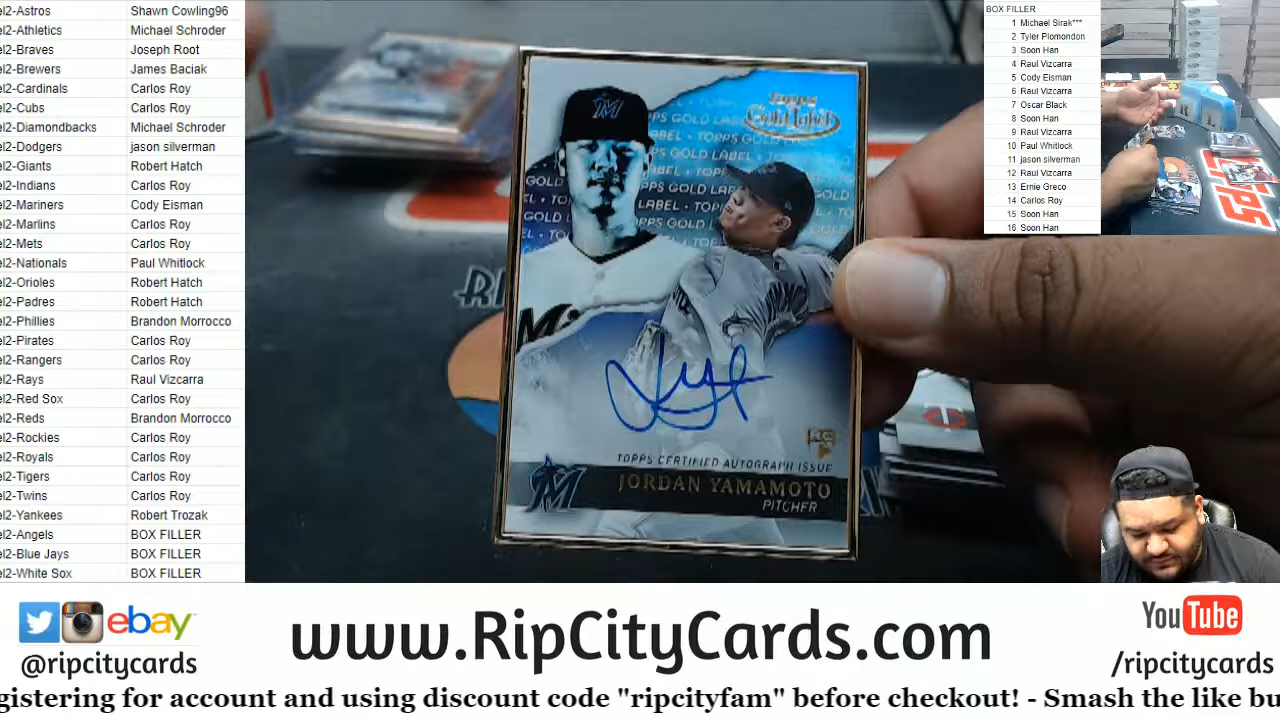 el2-Astros Shawn Cowling96
el2-Athletics Michael Schroder
el2-Braves Joseph Root
el2-Brewers James Baciak
el2-Cardinals Carlos Roy
el2-Cubs Carlos Roy
el2-Diamondbacks Michael Schroder
el2-Dodgers jason silverman
el2-Giants Robert Hatch
el2-Indians Carlos Roy
el2-Mariners Cody Eisman
el2-Marlins Carlos Roy
el2-Mets Carlos Roy
el2-Nationals Paul Whitlock
el2-Orioles Robert Hatch
el2-Padres Robert Hatch
el2-Phillies Brandon Morrocco
el2-Pirates Carlos Roy
el2-Rangers Carlos Roy
el2-Rays Raul Vizcarra
el2-Red Sox Carlos Roy
el2-Reds Brandon Morrocco
el2-Rockies Carlos Roy
el2-Royals Carlos Roy
el2-Tigers Carlos Roy
el2-Twins Carlos Roy
el2-Yankees Robert Trozak
el2-Angels BOX FILLER
el2-Blue Jays BOX FILLER
el2-White Sox BOX FILLER
Topps
Gold Label
TOPPS GOLD LABEL
RC
TOPPS CERTIFIED AUTOGRAPH ISSUE
JORDAN YAMAMOTO
PITCHER
BOX FILLER
1 Michael Sirak***
2 Tyler Plomondon
3 Soon Han
4 Raul Vizcarra
5 Cody Eisman
6 Raul Vizcarra
7 Oscar Black
8 Soon Han
9 Raul Vizcarra
10 Paul Whitlock
11 jason silverman
12 Raul Vizcarra
13 Ernie Greco
14 Carlos Roy
15 Soon Han
16 Soon Han
ebay
@ripcitycards
www.RipCityCards.com
YouTube
/ripcitycards
gistering for account and using discount code "ripcityfam" before checkout! - Smash the like bu